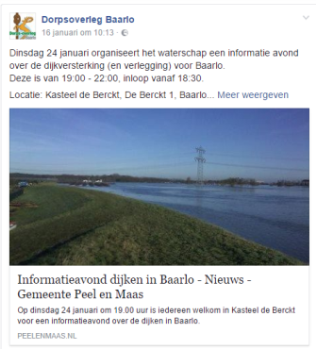 Dorpsoverleg Baarlo
16 januari om 10:13 ·
Dinsdag 24 januari organiseert het waterschap een informatie avond
over de dijkversterking (en verlegging) voor Baarlo.
Deze is van 19:00 - 22:00, inloop vanaf 18:30.
Locatie: Kasteel de Berckt, De Berckt 1, Baarlo... Meer weergeven
Informatieavond dijken in Baarlo - Nieuws -
Gemeente Peel en Maas
Op dinsdag 24 januari om 19.00 uur is iedereen welkom in Kasteel de Berckt
voor een informatieavond over de dijken in Baarlo.
PEELENMAAS.NL